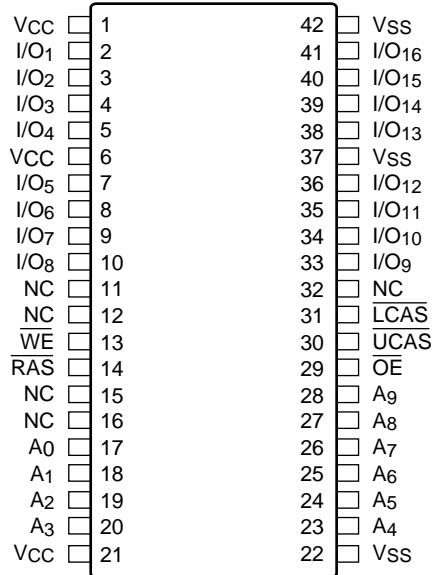 VCC 1 42 VSS
I/O1 2 41 I/O16
I/O2 3 40 I/O15
I/O3 4 39 I/O14
I/O4 5 38 I/O13
VCC 6 37 VSS
I/O5 7 36 I/O12
I/O6 8 35 I/O11
I/O7 9 34 I/O10
I/O8 10 33 I/O9
NC 11 32 NC
NC 12 31 LCAS
WE 13 30 UCAS
RAS 14 29 OE
NC 15 28 A9
NC 16 27 A8
A0 17 26 A7
A1 18 25 A6
A2 19 24 A5
A3 20 23 A4
VCC 21 22 VSS